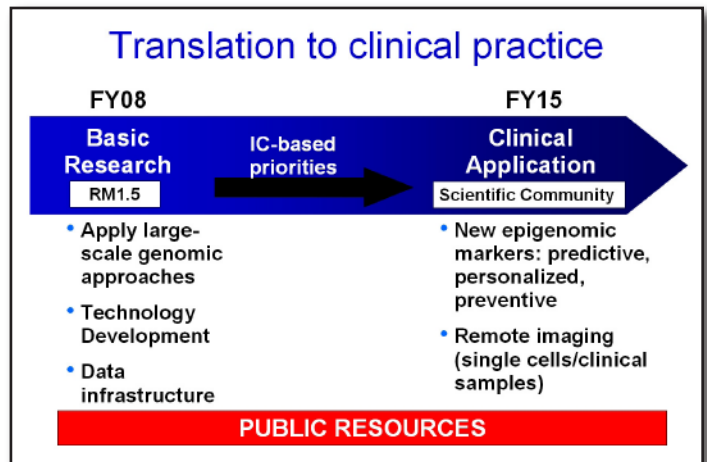 Translation to clinical practice
FY08
FY15
Basic
Research
RM1.5
IC-based
priorities
Clinical
Application
Scientific Community
• Apply large-
scale genomic
approaches
• Technology
Development
• Data
infrastructure
• New epigenomic
markers: predictive,
personalized,
preventive
• Remote imaging
(single cells/clinical
samples)
PUBLIC RESOURCES